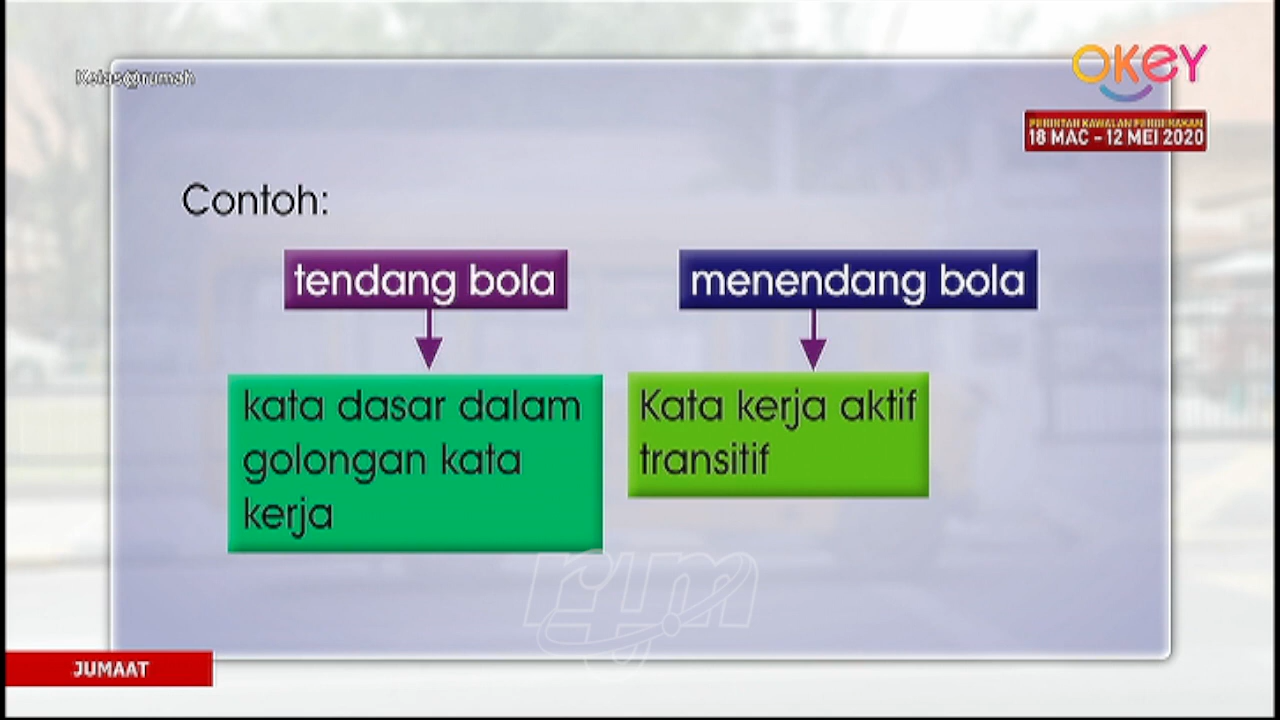 Kelas@rumah
OKEY
PERINTAH KAWALAN PERGERAKAN
18 MAC - 12 MEI 2020
Contoh:
tendang bola
menendang bola
kata dasar dalam
golongan kata
kerja
Kata kerja aktif
transitif
rtm
JUMAAT